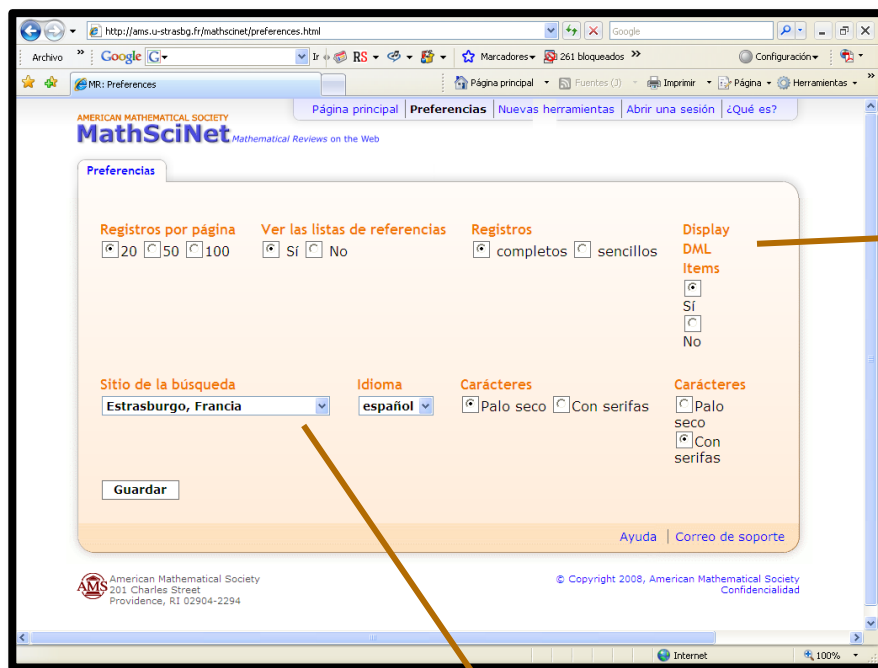 http://ams.u-strasbg.fr/mathscinet/preferences.html
Google
Archivo » Google G Ir RS Marcadores 261 bloqueados » Configuración
MR: Preferences Página principal Fuentes (J) Imprimir Página Herramientas »
Página principal Preferencias Nuevas herramientas Abrir una sesión ¿Qué es?
AMERICAN MATHEMATICAL SOCIETY
MathSciNet Mathematical Reviews on the Web
Preferencias
Registros por página Ver las listas de referencias Registros Display
DML
Items
20 50 100 Sí No completos sencillos
Sí
No
Sitio de la búsqueda Idioma Carácteres Carácteres
Estrasburgo, Francia español Palo seco Con serifas Palo
seco
Con
serifas
Guardar
Ayuda Correo de soporte
AMS
American Mathematical Society
201 Charles Street
Providence, RI 02904-2294
© Copyright 2008, American Mathematical Society
Confidencialidad
Internet 100%